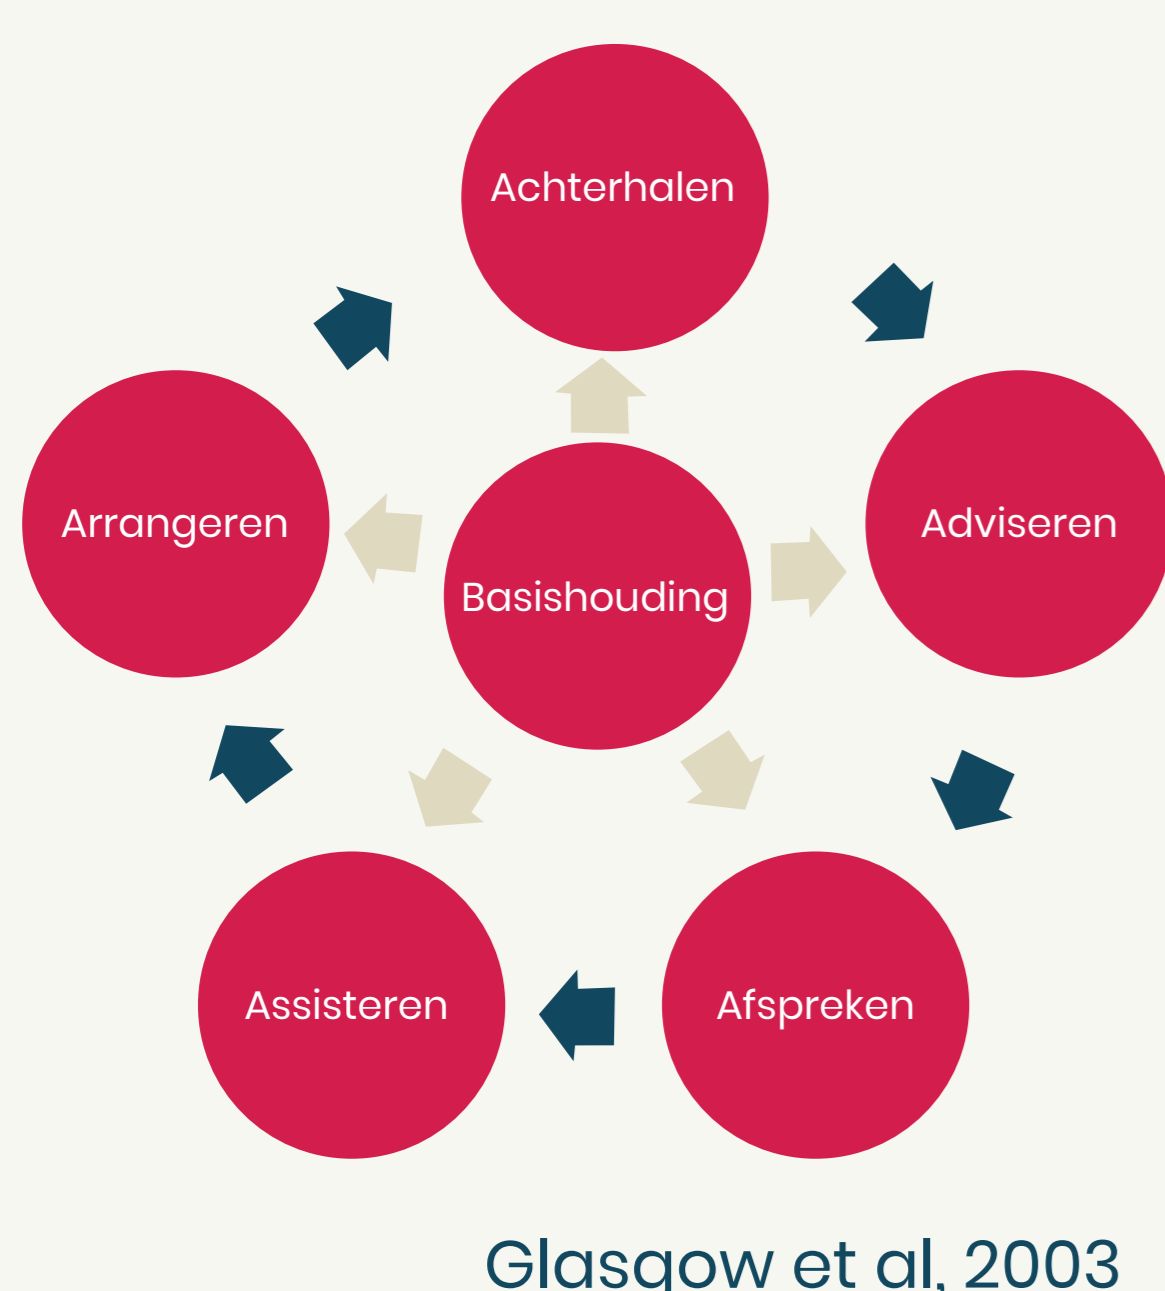 Achterhalen
Arrangeren
Adviseren
Basishouding
Assisteren
Afspreken
Glasgow et al, 2003